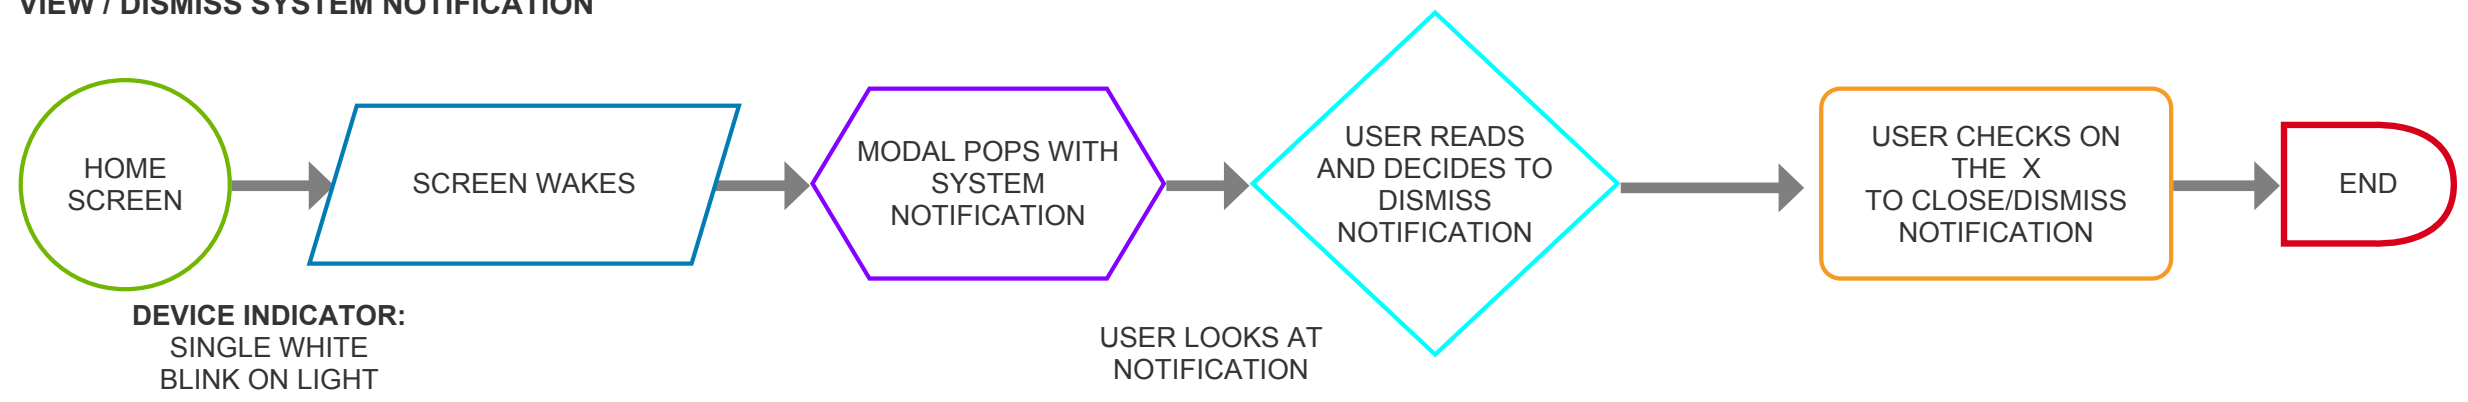 VIEW / DISMISS SYSTEM NOTIFICATION
HOME
SCREEN
DEVICE INDICATOR:
SINGLE WHITE
BLINK ON LIGHT
SCREEN WAKES
MODAL POPS WITH
SYSTEM
NOTIFICATION
USER LOOKS AT
NOTIFICATION
USER READS
AND DECIDES TO
DISMISS
NOTIFICATION
USER CHECKS ON
THE  X
TO CLOSE/DISMISS
NOTIFICATION
END